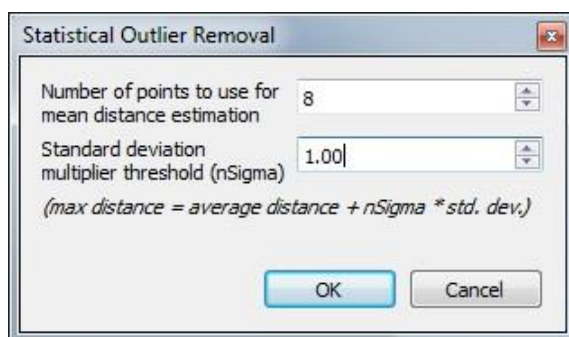 Statistical Outlier Removal
Number of points to use for
mean distance estimation
8
Standard deviation
multiplier threshold (nSigma)
1.00
(max distance = average distance + nSigma * std. dev.)
OK
Cancel